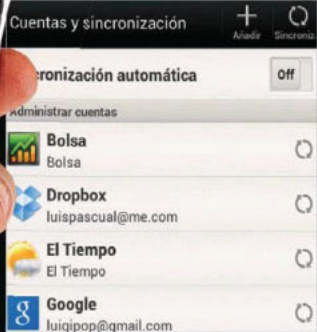 Cuentas y sincronización
Añadir Sincroniz
cronización automática Off
Administrar cuentas
Bolsa
Bolsa
Dropbox
luispascual@me.com
El Tiempo
El Tiempo
Google
luigipop@gmail.com